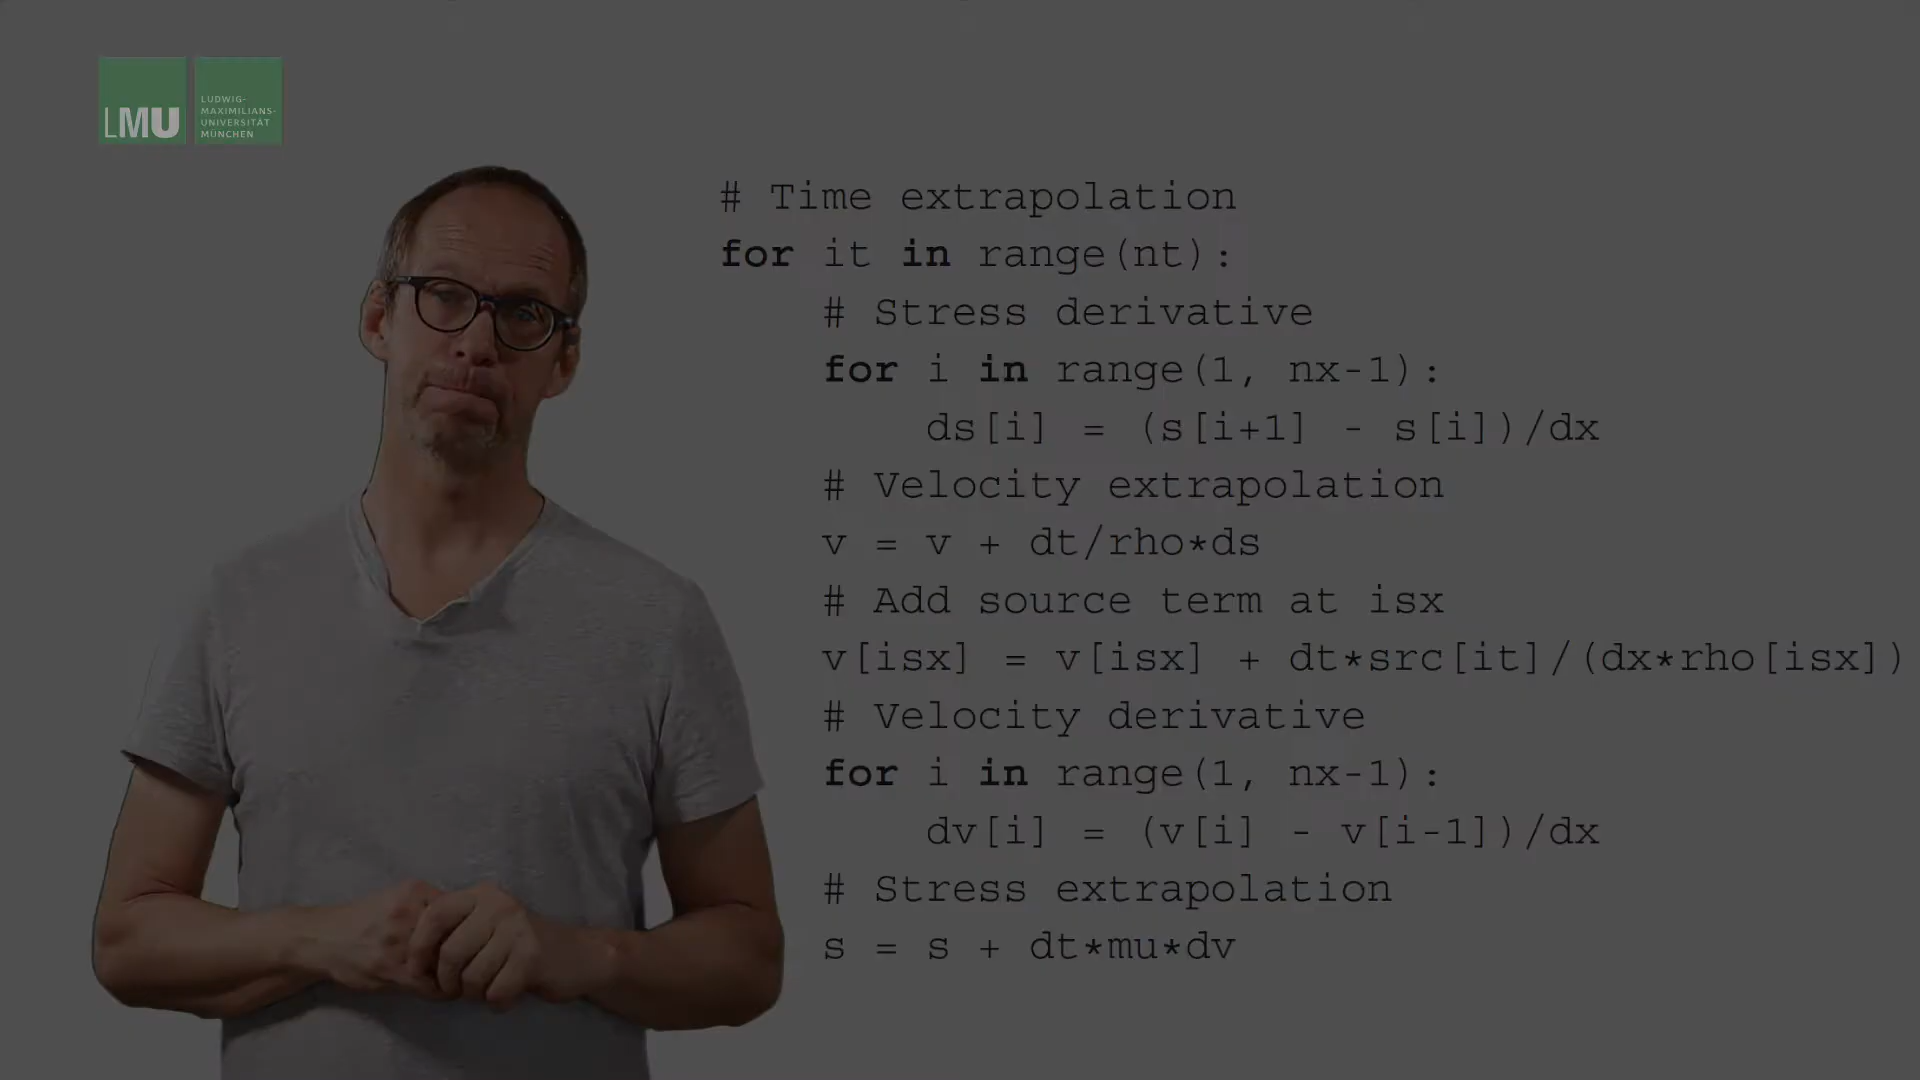 LMU
LUDWIG-
MAXIMILIANS-
UNIVERSITÄT
MÜNCHEN
# Time extrapolation
for it in range(nt):
# Stress derivative
for i in range(1, nx-1):
ds[i] = (s[i+1] - s[i])/dx
# Velocity extrapolation
v = v + dt/rho*ds
# Add source term at isx
v[isx] = v[isx] + dt*src[it]/(dx*rho[isx])
# Velocity derivative
for i in range(1, nx-1):
dv[i] = (v[i] - v[i-1])/dx
# Stress extrapolation
s = s + dt*mu*dv